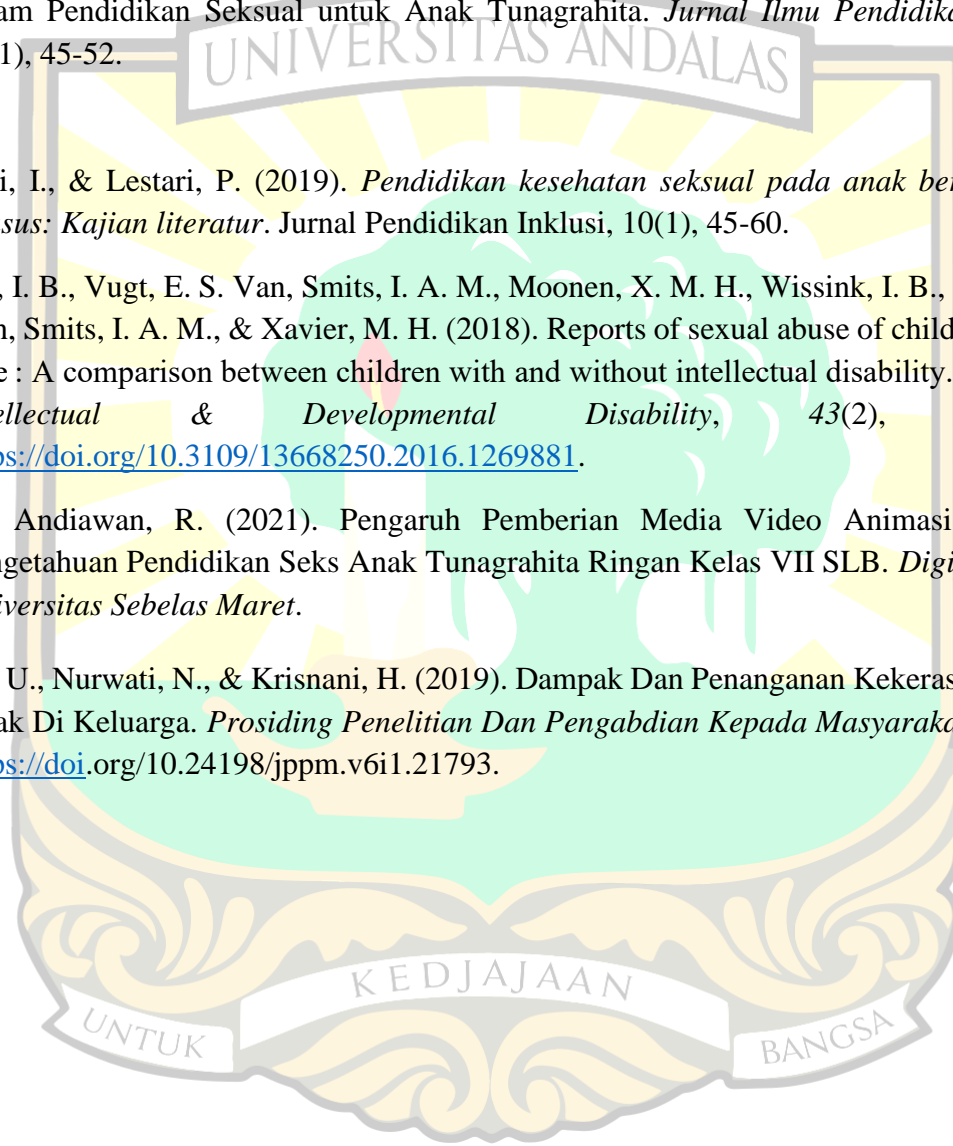 am Pendidikan Seksual untuk Anak Tunagrahita. Jurnal Ilmu Pendidika
1), 45-52.
UNIVERSITAS ANDALAS
i, I., & Lestari, P. (2019). Pendidikan kesehatan seksual pada anak ber
sus: Kajian literatur. Jurnal Pendidikan Inklusi, 10(1), 45-60.
, I. B., Vugt, E. S. Van, Smits, I. A. M., Moonen, X. M. H., Wissink, I. B.,
n, Smits, I. A. M., & Xavier, M. H. (2018). Reports of sexual abuse of child
e : A comparison between children with and without intellectual disability.
ellectual & Developmental Disability, 43(2),
ps://doi.org/10.3109/13668250.2016.1269881.
Andiawan, R. (2021). Pengaruh Pemberian Media Video Animasi
ngetahuan Pendidikan Seks Anak Tunagrahita Ringan Kelas VII SLB. Digi
iversitas Sebelas Maret.
U., Nurwati, N., & Krisnani, H. (2019). Dampak Dan Penanganan Kekeras
ak Di Keluarga. Prosiding Penelitian Dan Pengabdian Kepada Masyaraka
ps://doi.org/10.24198/jppm.v6i1.21793.
KEDJAJAAN
UNTUK
BANGSA